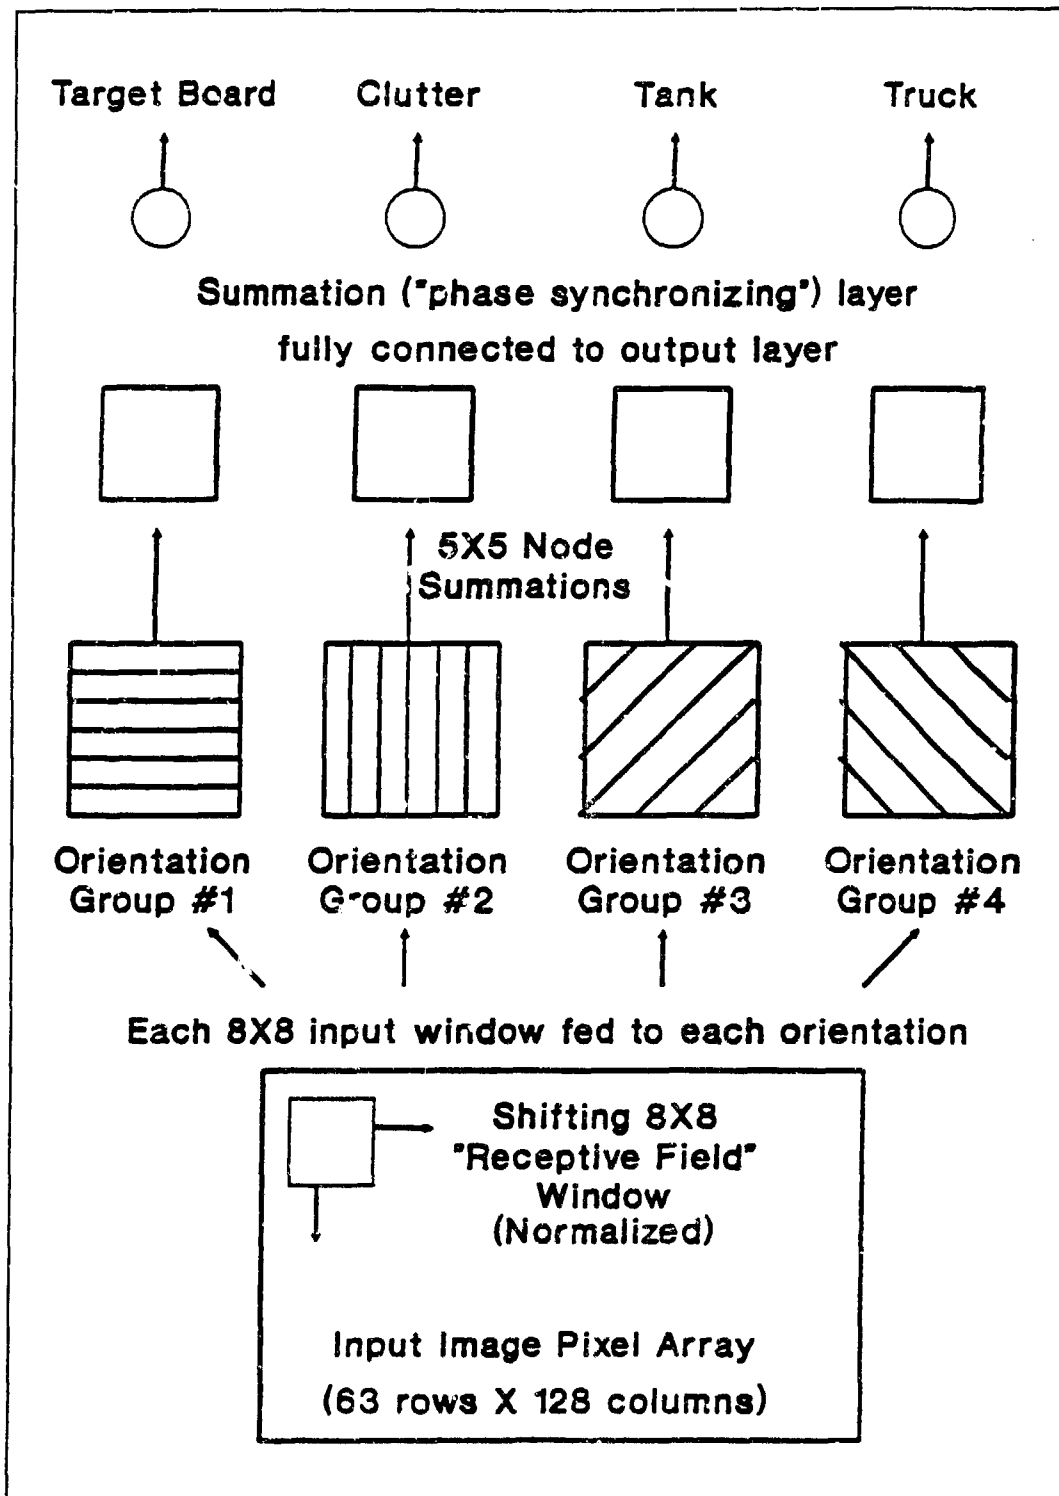 Target Board
Clutter
Tank
Truck
Summation ("phase synchronizing") layer
fully connected to output layer
5X5 Node
Summations
Orientation
Group #1
Orientation
Group #2
Orientation
Group #3
Orientation
Group #4
Each 8X8 input window fed to each orientation
Shifting 8X8
"Receptive Field"
Window
(Normalized)
Input Image Pixel Array
(63 rows X 128 columns)